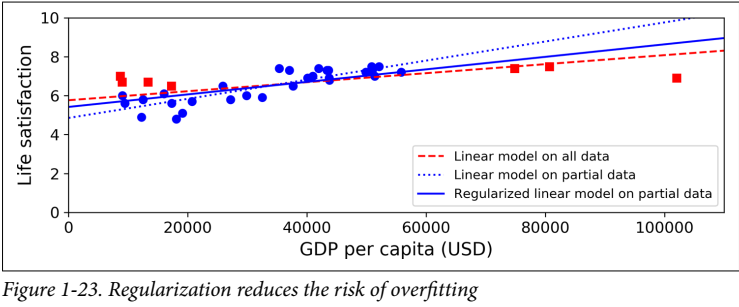 10
8
6
4
2
0
Life satisfaction
Linear model on all data
Linear model on partial data
Regularized linear model on partial data
0 20000 40000 60000 80000 100000
GDP per capita (USD)
Figure 1-23. Regularization reduces the risk of overfitting